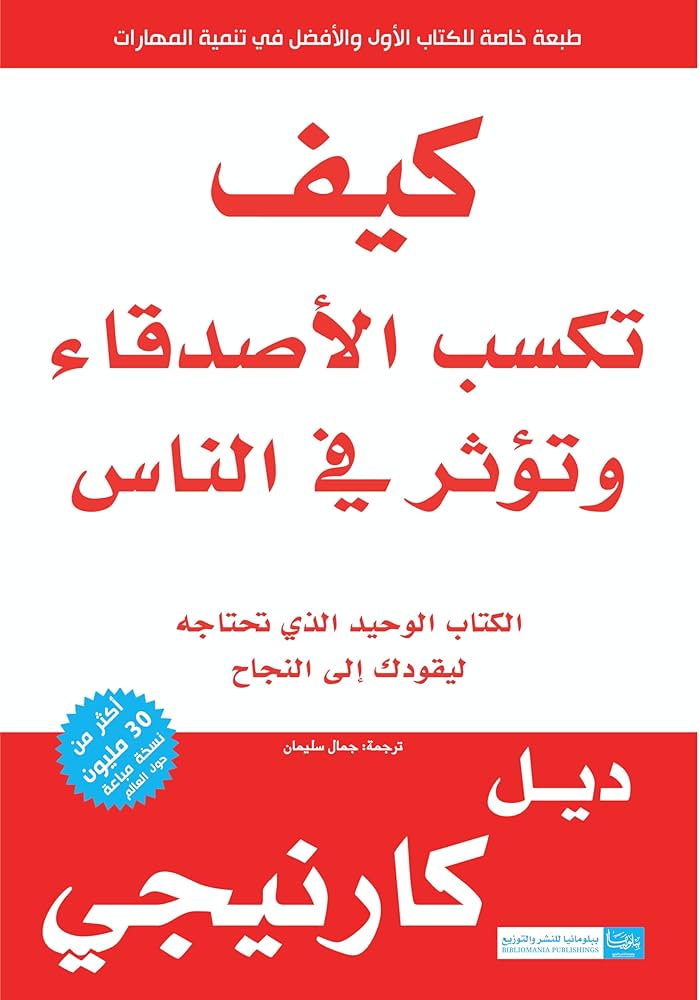 طبعة خاصة للكتاب الأول والأفضل في تنمية المهارات
كيف
تكسب الأصدقاء
وتؤثر في الناس
الكتاب الوحيد الذي تحتاجه
ليقودك إلى النجاح
أكثر من
30 مليون
نسخة مباعة
حول العالم
ترجمة: جمال سليمان
ديل
كارنيجي
ببلومانيا للنشر والتوزيع
BIBLIOMANIA PUBLISHINGS